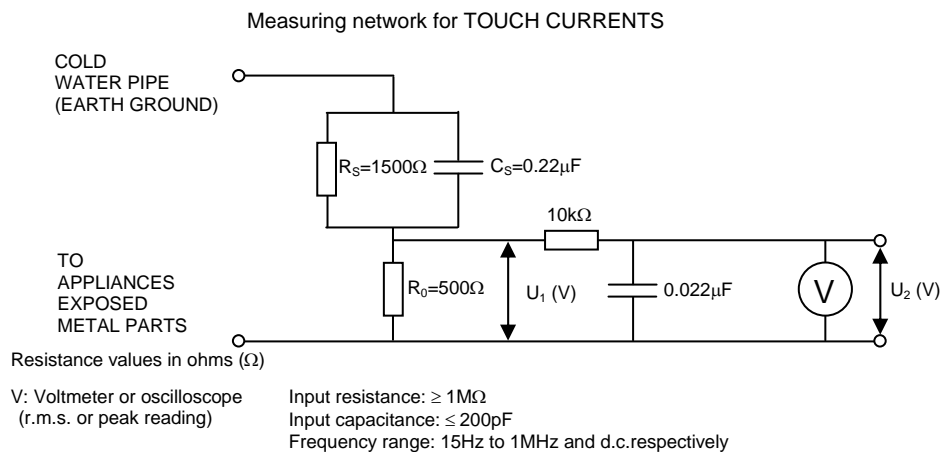 Measuring network for TOUCH CURRENTS
COLD
WATER PIPE
(EARTH GROUND)
RS=1500Ω
CS=0.22μF
10kΩ
TO
APPLIANCES
EXPOSED
METAL PARTS
R0=500Ω
U1 (V)
0.022μF
V
U2 (V)
Resistance values in ohms (Ω)
V: Voltmeter or oscilloscope
(r.m.s. or peak reading)
Input resistance: ≥ 1MΩ
Input capacitance: ≤ 200pF
Frequency range: 15Hz to 1MHz and d.c.respectively